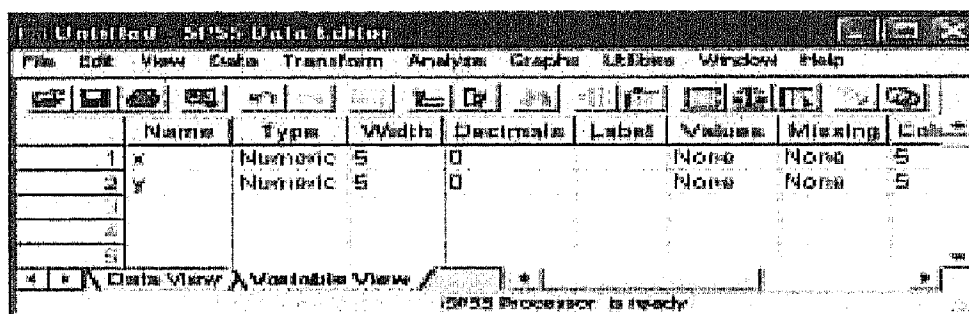 Untitled - SPSS Data Editor
File Edit View Data Transform Analyze Graphs Utilities Window Help
Name Type Width Decimals Label Values Missing
1 x Numeric 5 0 None None 5
2 y Numeric 5 0 None None 5
3
4
5
Data View Variable View
SPSS Processor is ready